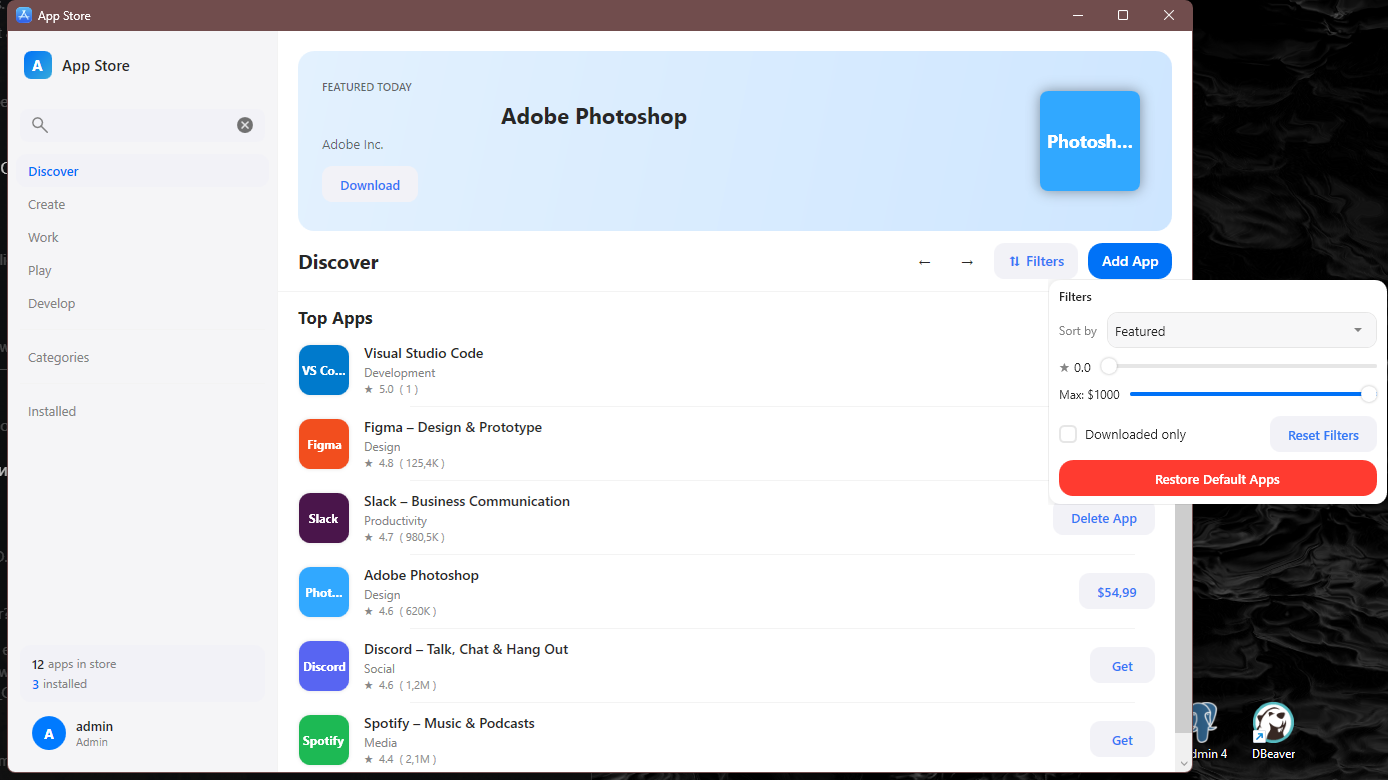 App Store
A
App Store
Discover
Create
Work
Play
Develop
Categories
Installed
12 apps in store
3 installed
A
admin
Admin
FEATURED TODAY
Adobe Photoshop
Adobe Inc.
Download
Photosh...
Discover
← → Filters
Add App
Top Apps
VS Co...
Visual Studio Code
Development
★ 5.0 ( 1 )
Figma
Figma – Design & Prototype
Design
★ 4.8 ( 125,4K )
Slack
Slack – Business Communication
Productivity
★ 4.7 ( 980,5K )
Delete App
Phot...
Adobe Photoshop
Design
★ 4.6 ( 620K )
$54,99
Discord
Discord – Talk, Chat & Hang Out
Social
★ 4.6 ( 1,2M )
Get
Spotify
Spotify – Music & Podcasts
Media
★ 4.4 ( 2,1M )
Get
Filters
Sort by
Featured
★ 0.0
Max: $1000
Downloaded only
Reset Filters
Restore Default Apps
dmin 4
DBeaver